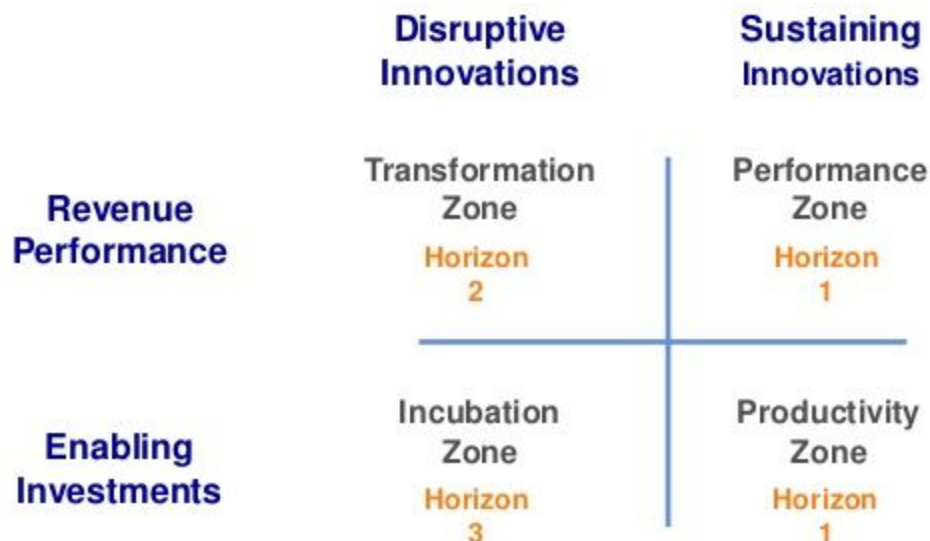 Disruptive
Innovations
Sustaining
Innovations
Revenue
Performance
Transformation
Zone
Horizon
2
Performance
Zone
Horizon
1
Enabling
Investments
Incubation
Zone
Horizon
3
Productivity
Zone
Horizon
1